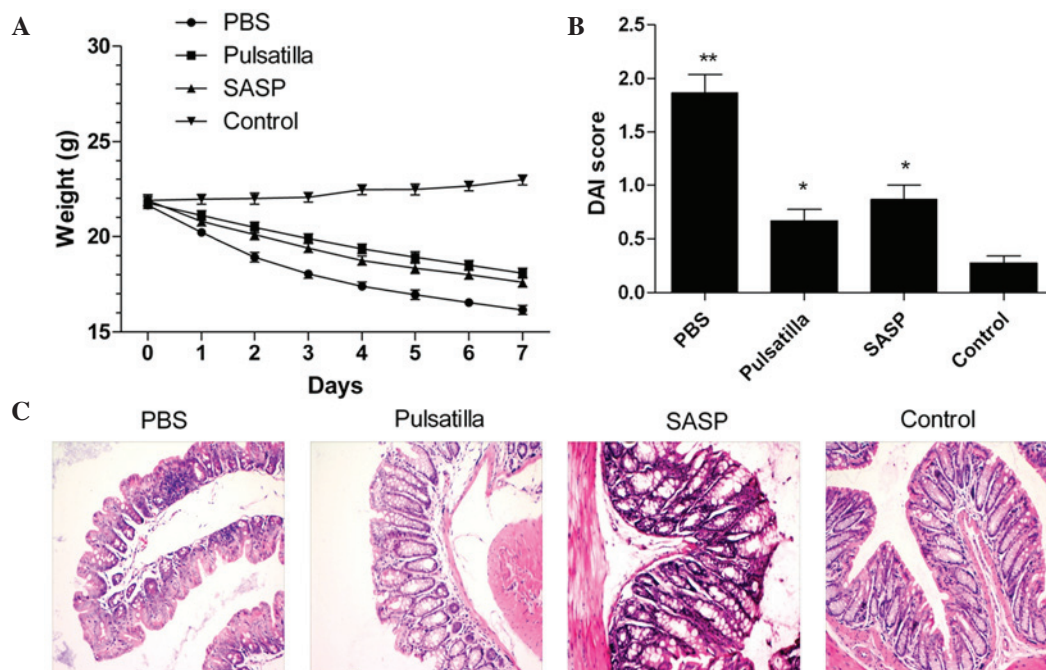 A
PBS
Pulsatilla
SASP
Control
30
25
20
15
Weight (g)
0 1 2 3 4 5 6 7
Days
B
2.5
2.0
1.5
1.0
0.5
0.0
DAI score
** * *
PBS Pulsatilla SASP Control
C
PBS Pulsatilla SASP Control